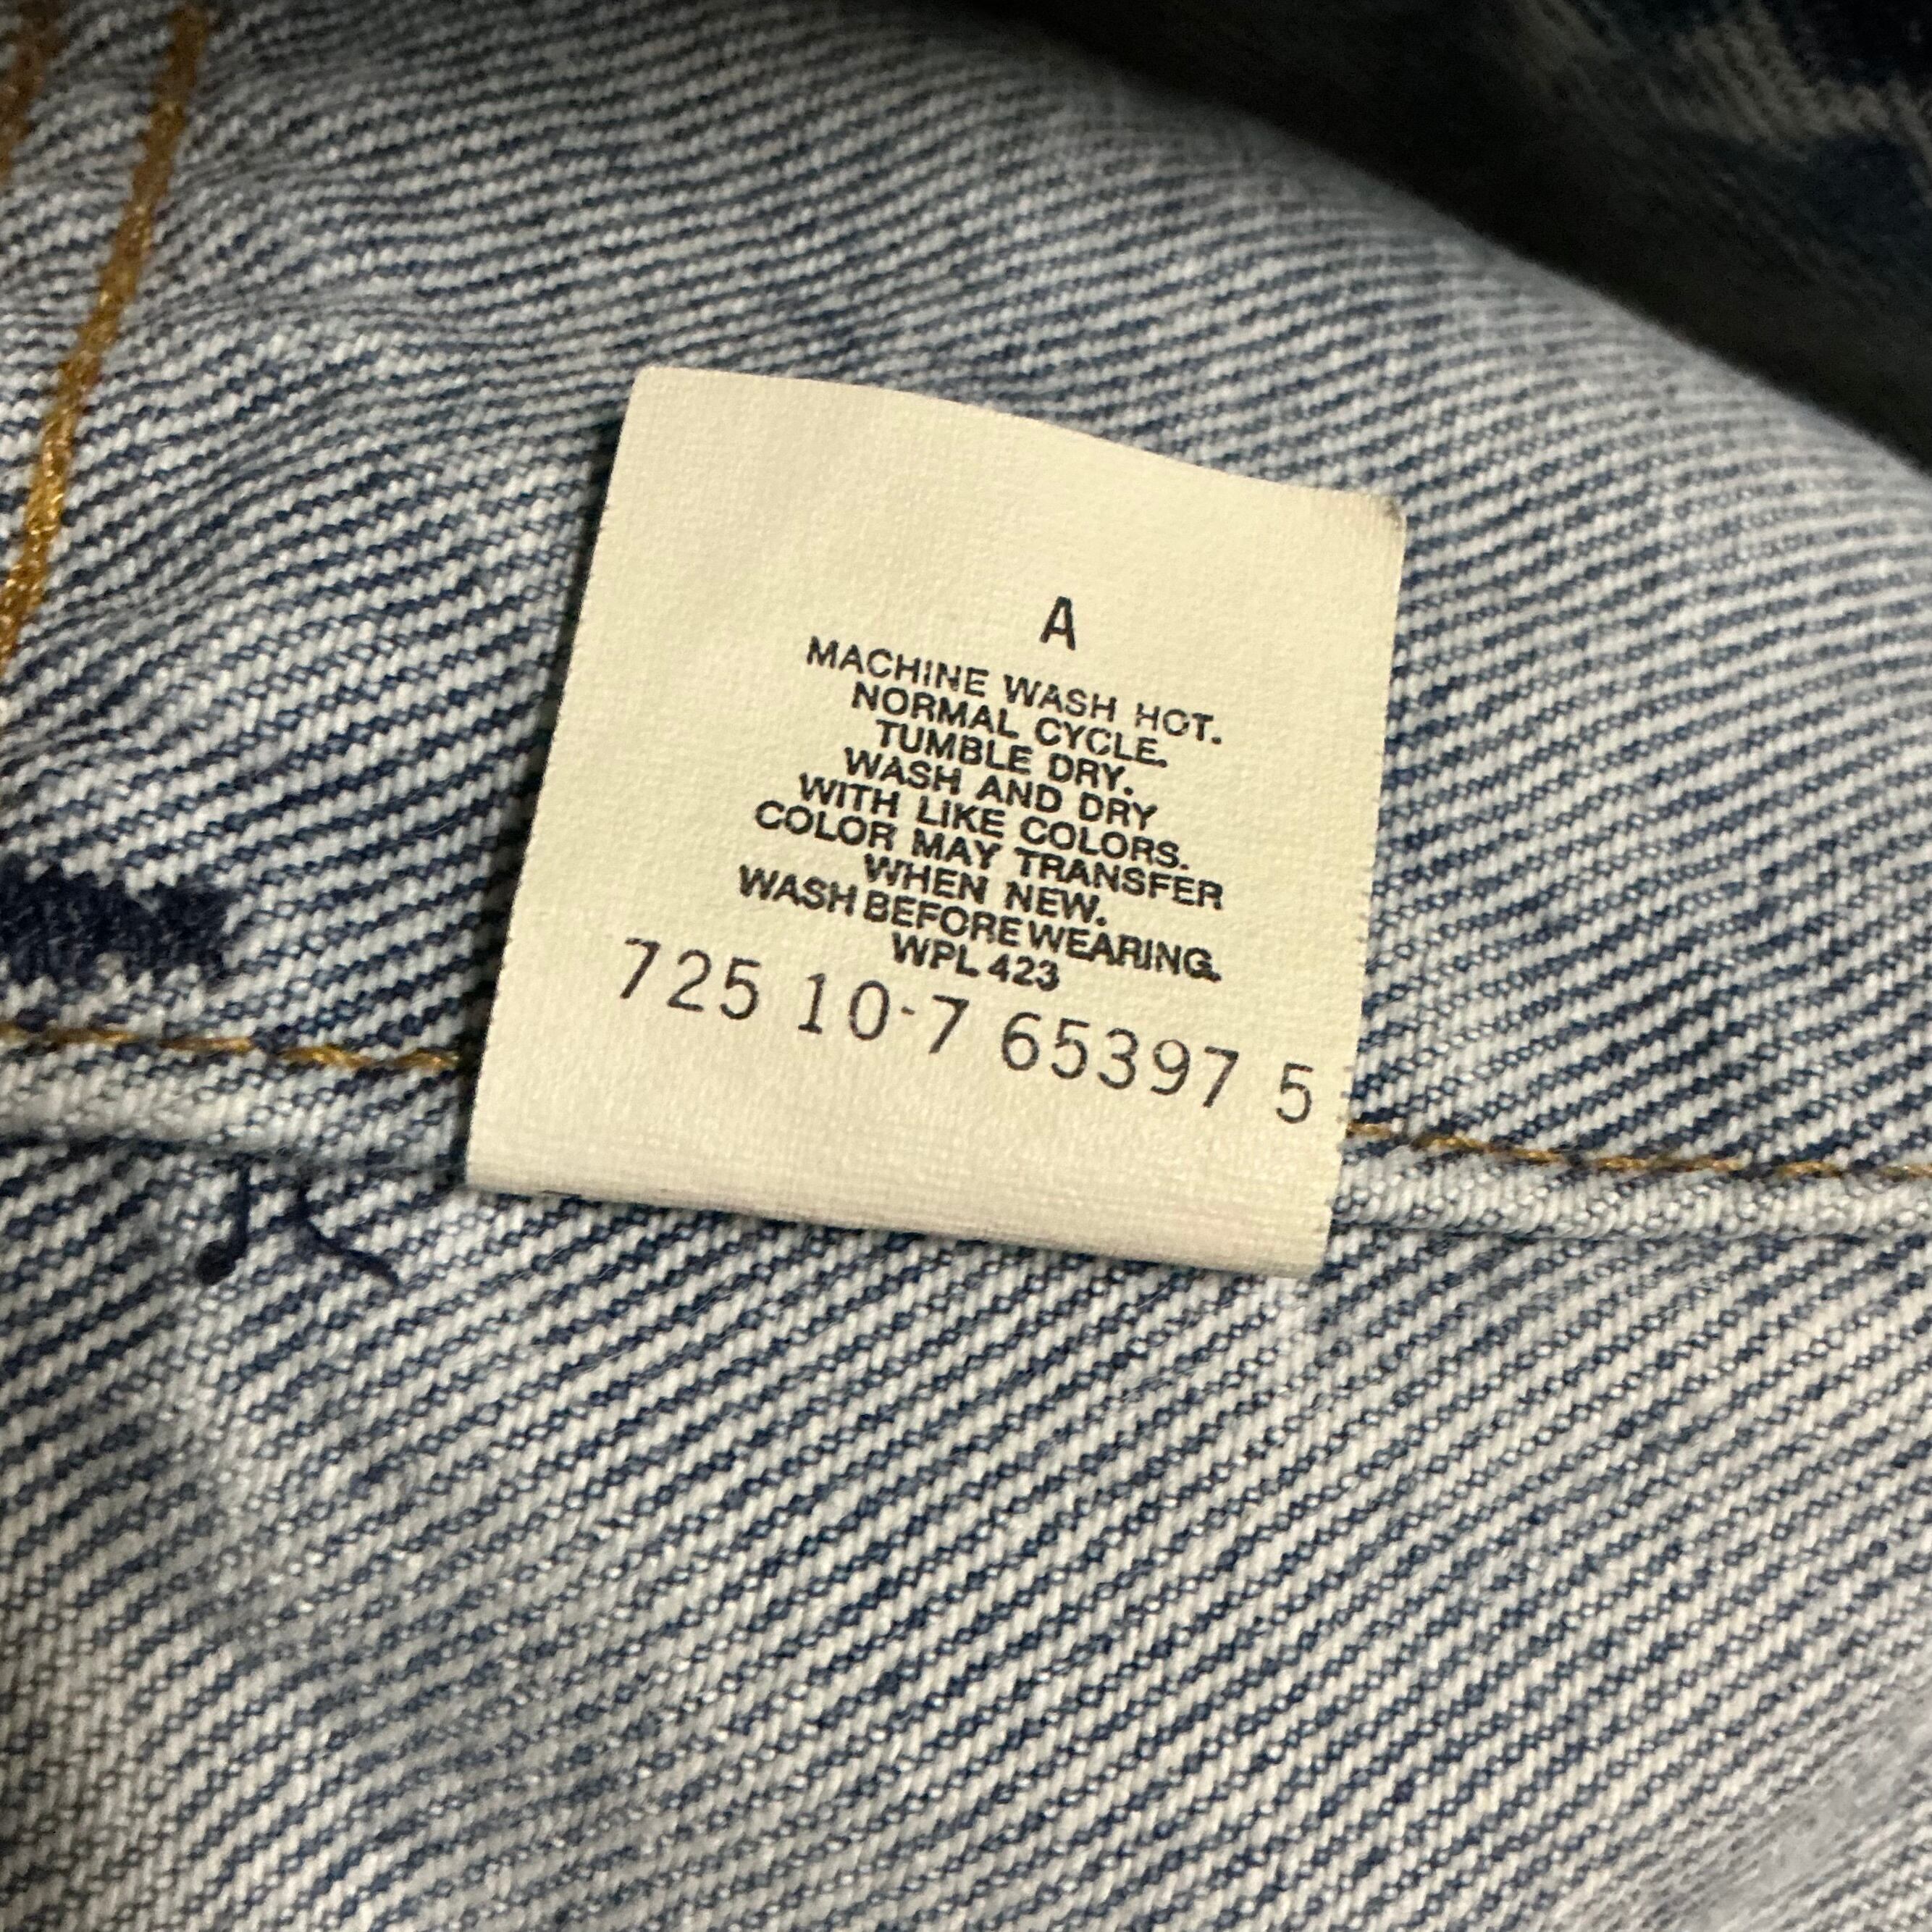 A
MACHINE WASH HOT.
NORMAL CYCLE.
TUMBLE DRY.
WASH AND DRY
WITH LIKE COLORS.
COLOR MAY TRANSFER
WHEN NEW.
WASH BEFORE WEARING.
WPL 423
725 10-7 65397 5